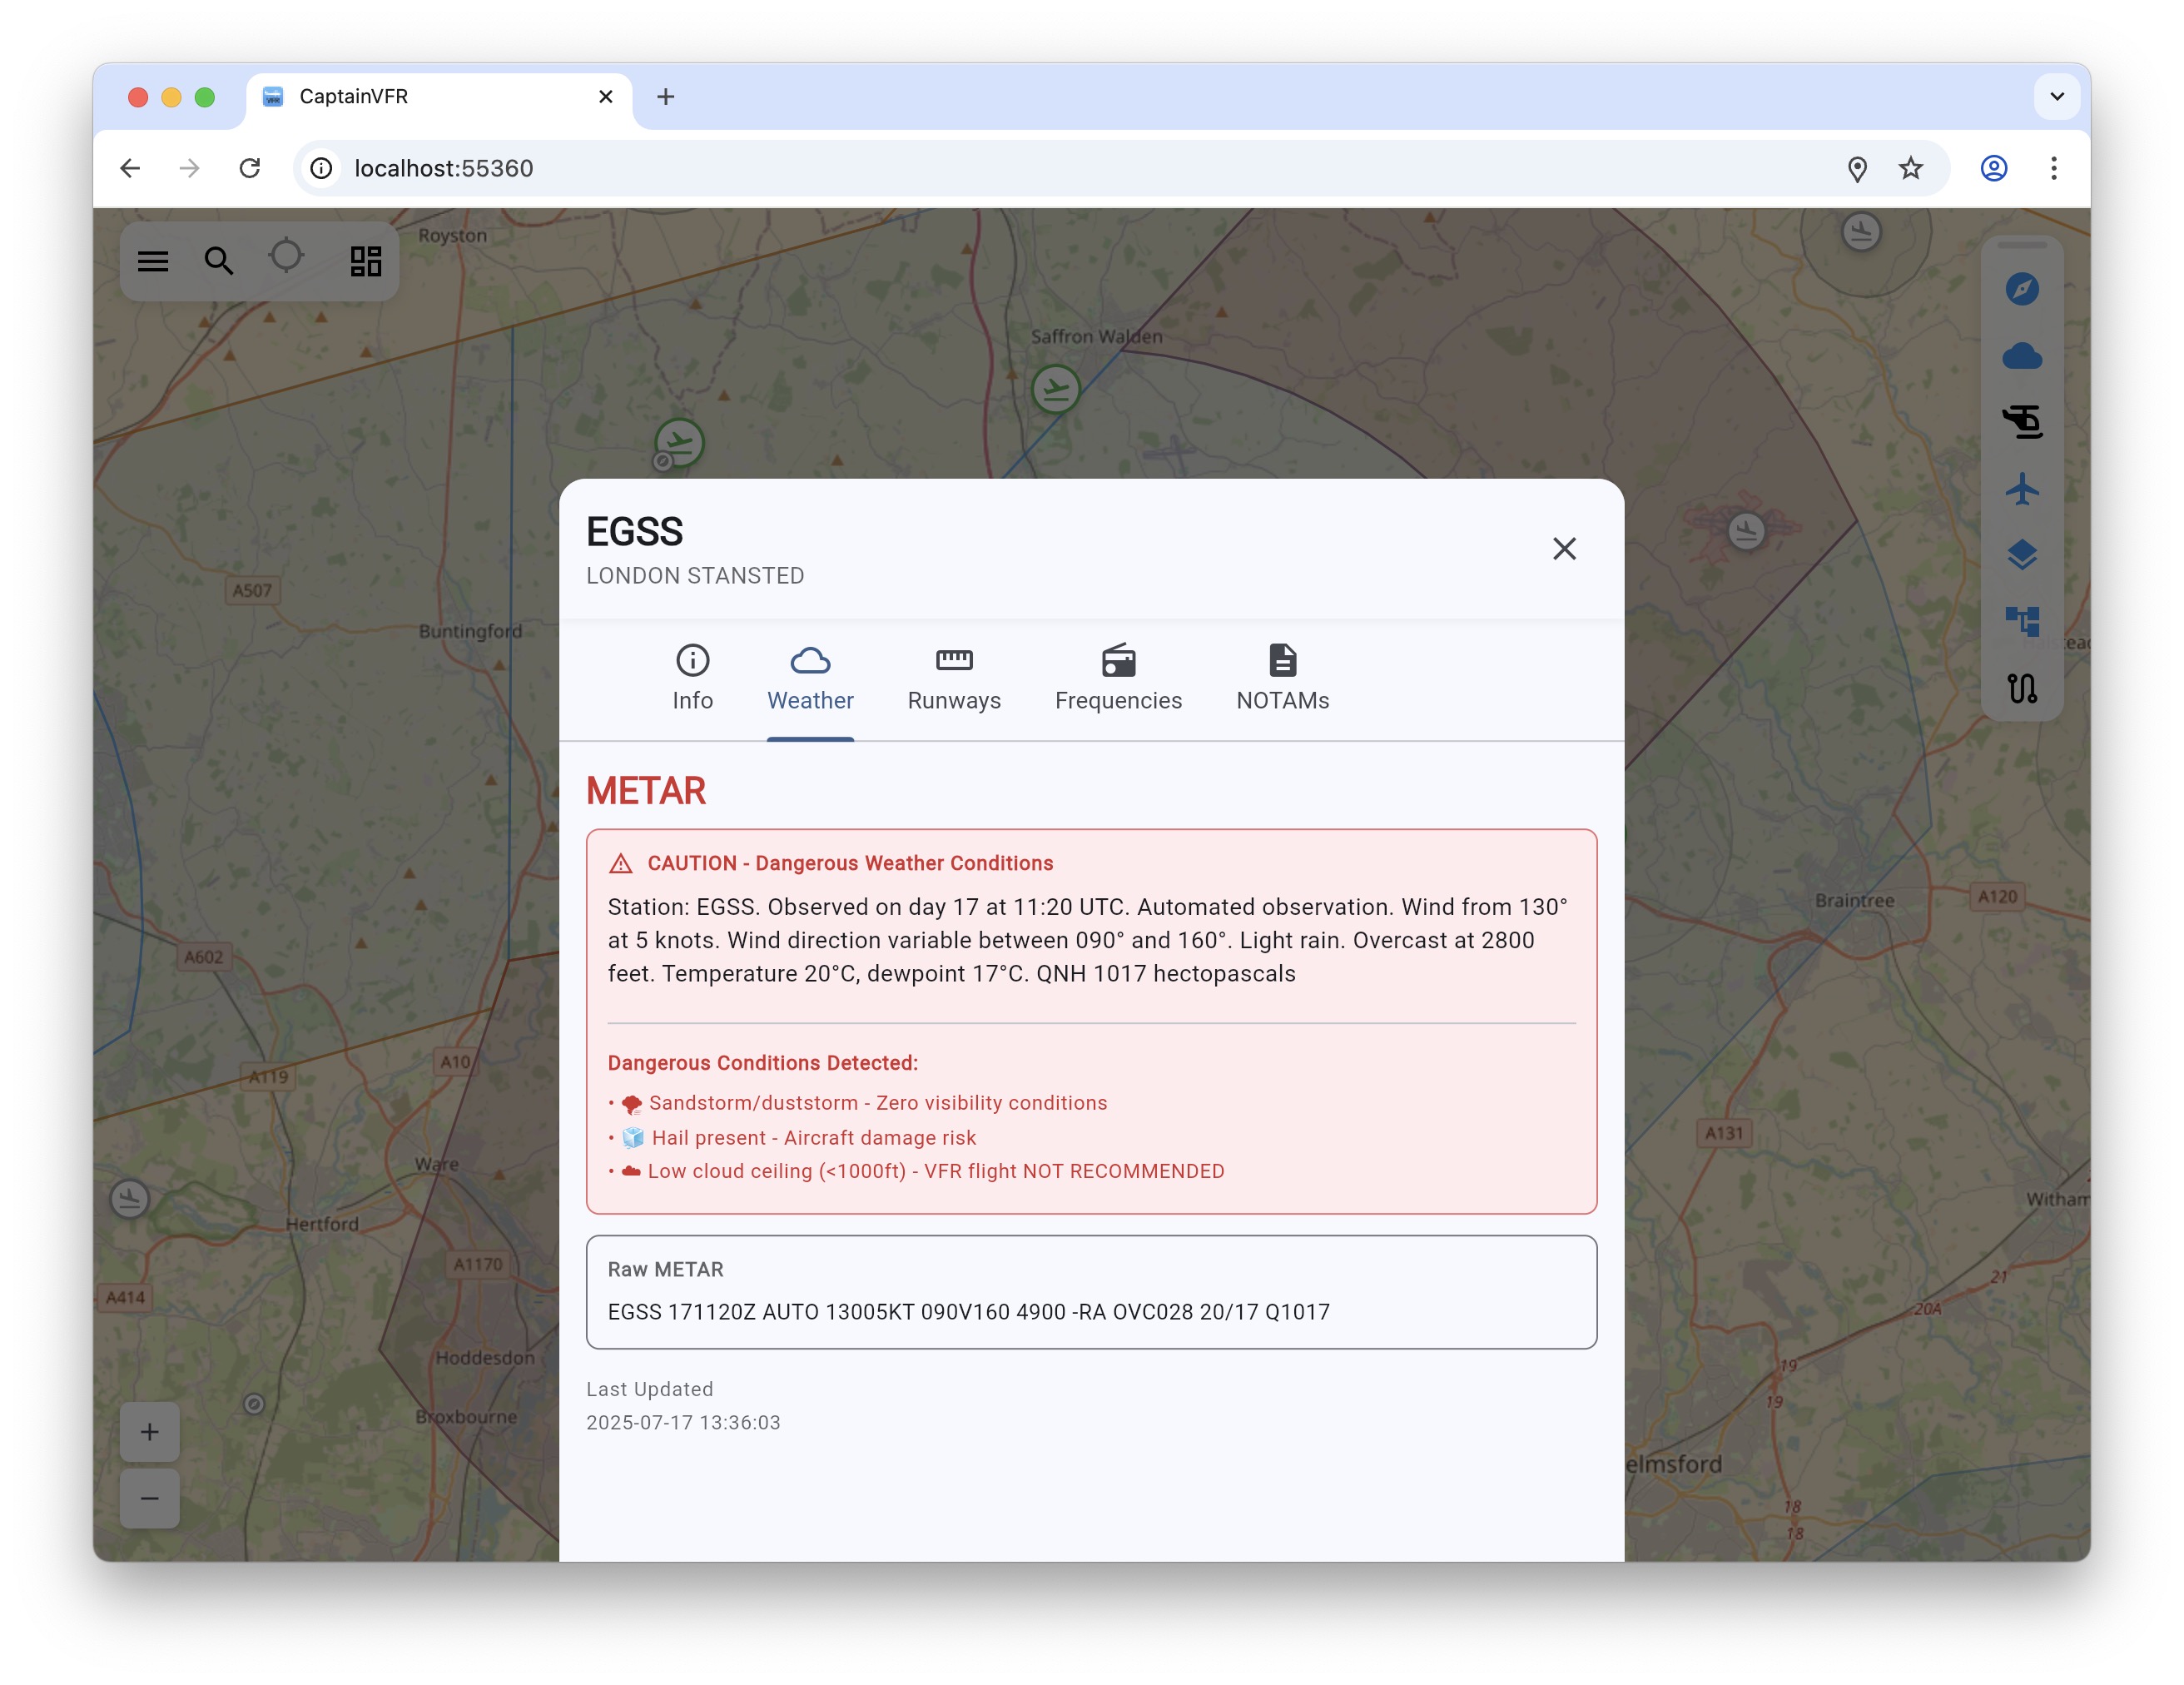 CaptainVFR
localhost:55360
Royston
Saffron Walden
A507
Buntingford
A602
A119
A10
Ware
Hertford
A1170
A414
Hoddesdon
Broxbourne
+
−
EGSS
LONDON STANSTED
Info
Weather
Runways
Frequencies
NOTAMs
METAR
CAUTION - Dangerous Weather Conditions
Station: EGSS. Observed on day 17 at 11:20 UTC. Automated observation. Wind from 130°
at 5 knots. Wind direction variable between 090° and 160°. Light rain. Overcast at 2800
feet. Temperature 20°C, dewpoint 17°C. QNH 1017 hectopascals
Dangerous Conditions Detected:
• 🌪 Sandstorm/duststorm - Zero visibility conditions
• 🧊 Hail present - Aircraft damage risk
• ☁ Low cloud ceiling (<1000ft) - VFR flight NOT RECOMMENDED
Raw METAR
EGSS 171120Z AUTO 13005KT 090V160 4900 -RA OVC028 20/17 Q1017
Last Updated
2025-07-17 13:36:03
Braintree
A120
A131
Witham
21
20A
19
19
elmsford
18
18